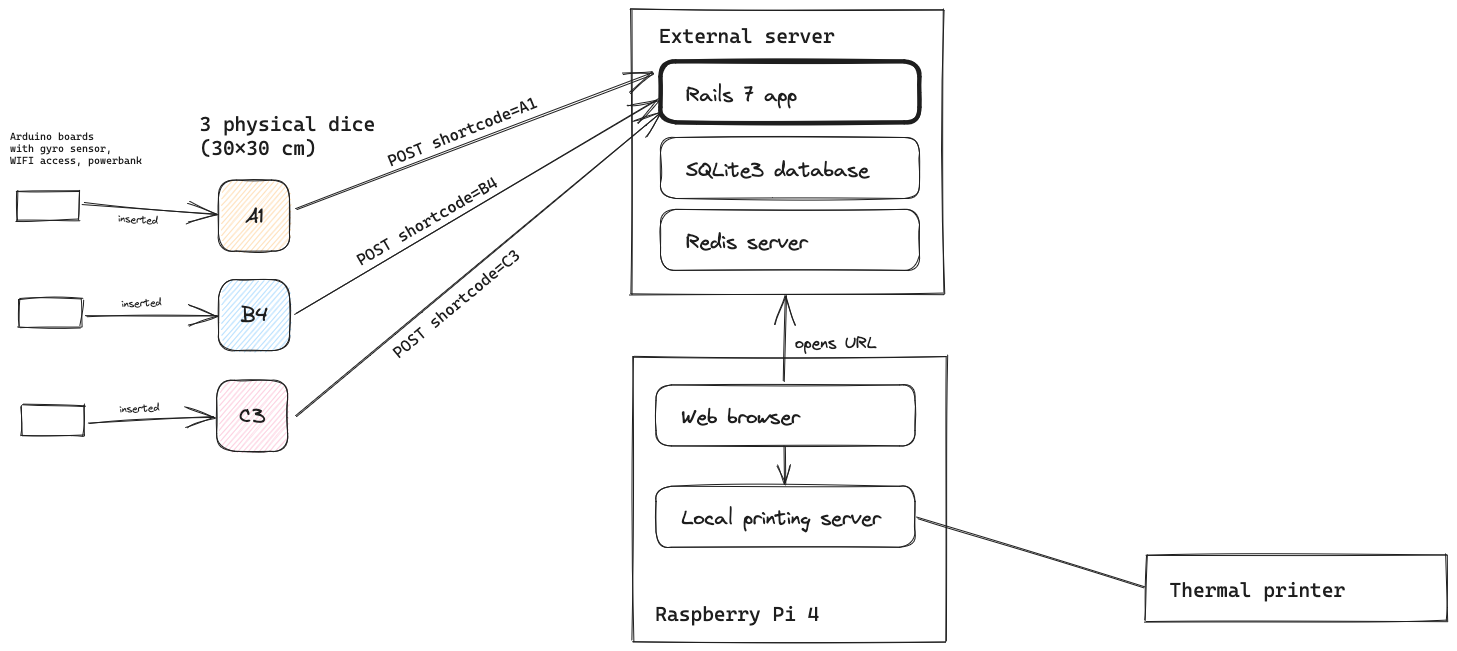 External server
Rails 7 app
SQLite3 database
Redis server
3 physical dice
(30×30 cm)
Arduino boards
with gyro sensor,
WIFI access, powerbank
inserted
A1
POST shortcode=A1
inserted
B4
POST shortcode=B4
inserted
C3
POST shortcode=C3
opens URL
Web browser
Local printing server
Raspberry Pi 4
Thermal printer